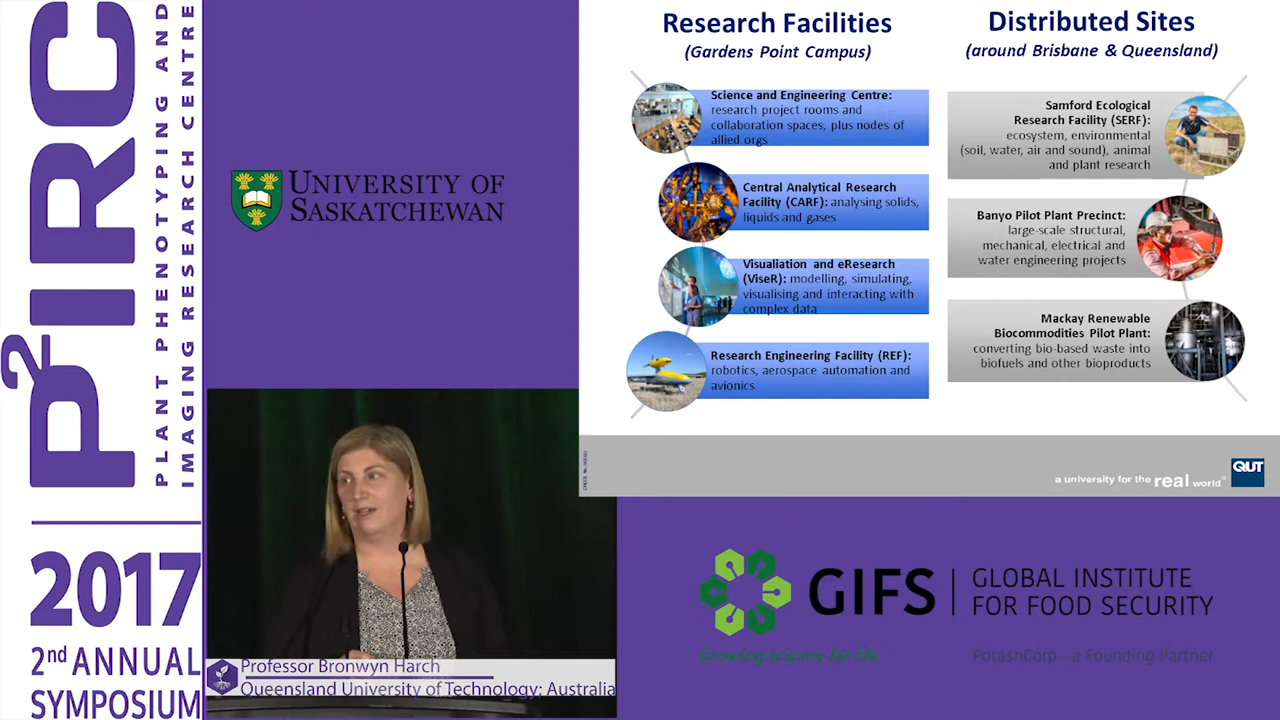 P²IRC
PLANT PHENOTYPING AND
IMAGING RESEARCH CENTRE
2017
2nd ANNUAL
SYMPOSIUM
UNIVERSITY OF
SASKATCHEWAN
Professor Bronwyn Harch
Queensland University of Technology; Australia
Research Facilities
(Gardens Point Campus)
Science and Engineering Centre:
research project rooms and
collaboration spaces, plus nodes of
allied orgs
Central Analytical Research
Facility (CARF): analysing solids,
liquids and gases
Visualiation and eResearch
(ViseR): modelling, simulating,
visualising and interacting with
complex data
Research Engineering Facility (REF):
robotics, aerospace automation and
avionics
Distributed Sites
(around Brisbane & Queensland)
Samford Ecological
Research Facility (SERF):
ecosystem, environmental
(soil, water, air and sound), animal
and plant research
Banyo Pilot Plant Precinct:
large-scale structural,
mechanical, electrical and
water engineering projects
Mackay Renewable
Biocommodities Pilot Plant:
converting bio-based waste into
biofuels and other bioproducts
a university for the real world
QUT
GIFS
GLOBAL INSTITUTE
FOR FOOD SECURITY
Growing science for life
PotashCorp - a Founding Partner